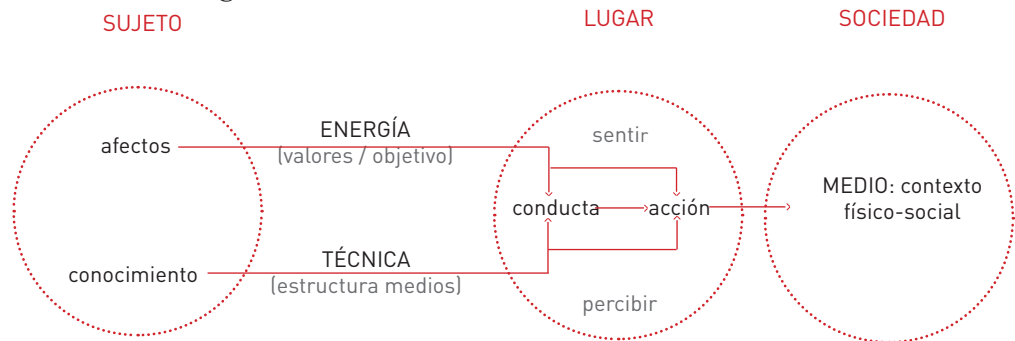 SUJETO
LUGAR
SOCIEDAD
afectos
ENERGÍA
(valores / objetivo)
sentir
conducta
acción
MEDIO: contexto
físico-social
conocimiento
TÉCNICA
(estructura medios)
percibir